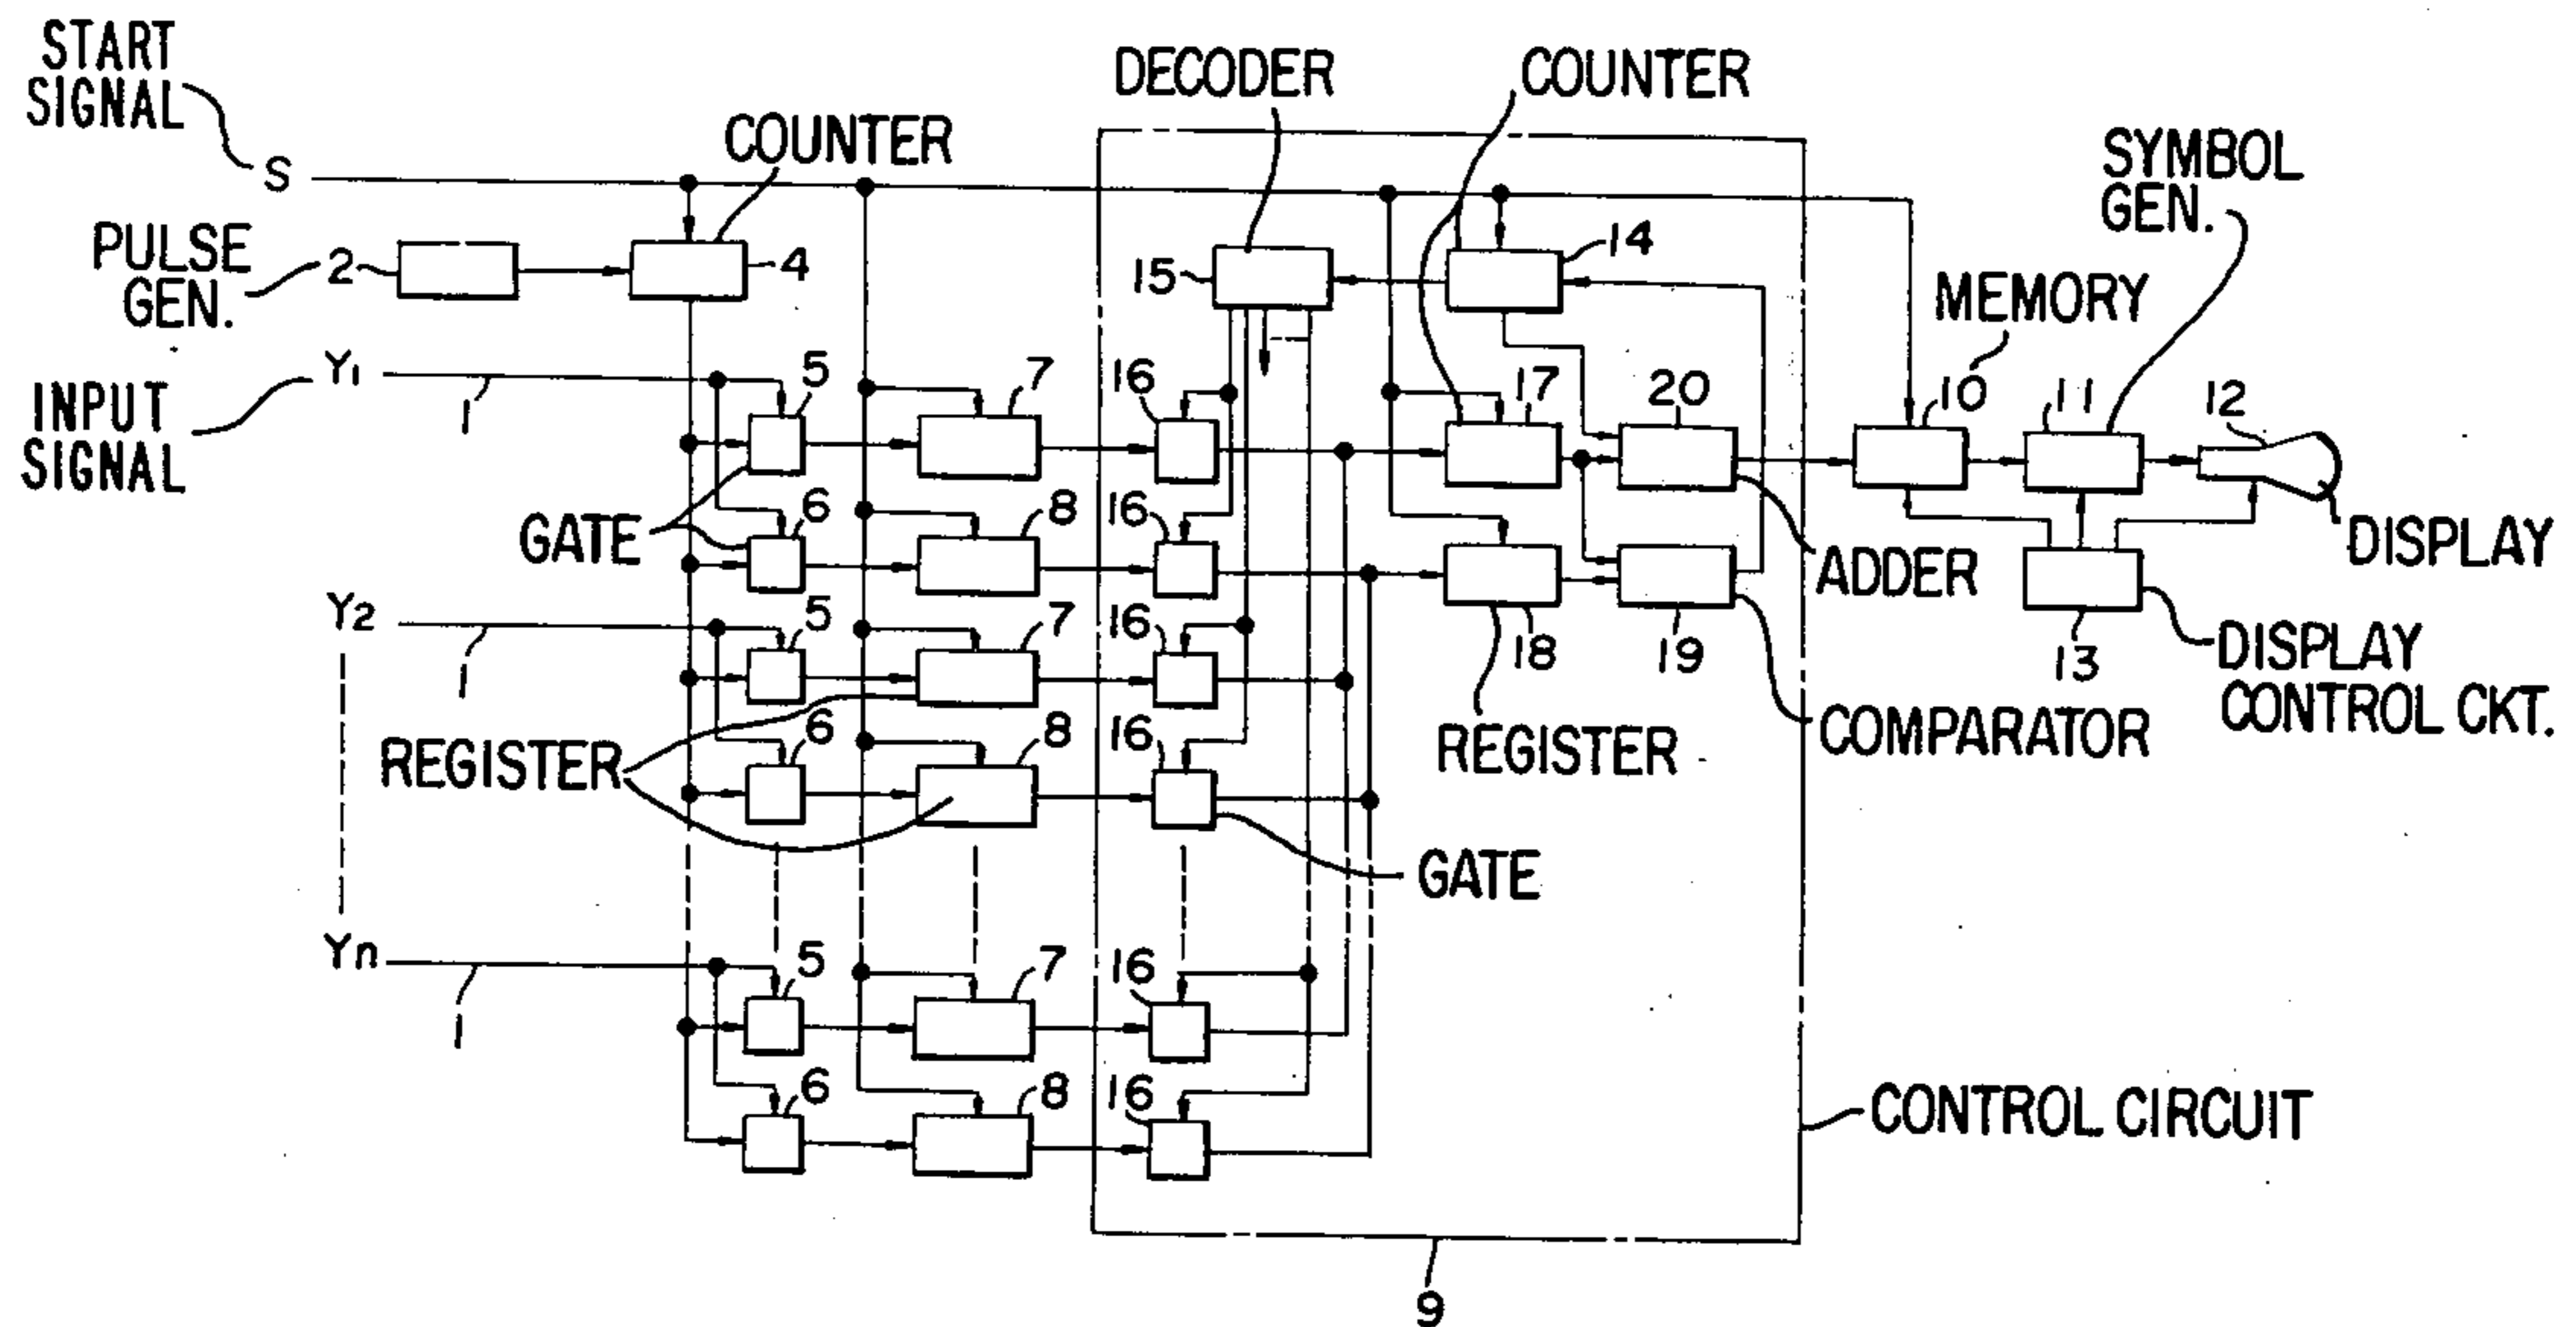 START
SIGNAL
S
DECODER
COUNTER
COUNTER
SYMBOL
GEN.
PULSE
GEN.
2
4
15
14
MEMORY
INPUT
SIGNAL
Y1
1
5
7
16
17
20
10
11
12
GATE
6
8
16
18
19
ADDER
13
DISPLAY
DISPLAY
CONTROL CKT.
Y2
1
5
7
16
REGISTER
COMPARATOR
REGISTER
6
8
16
GATE
Yn
1
5
7
16
6
8
16
CONTROL CIRCUIT
9